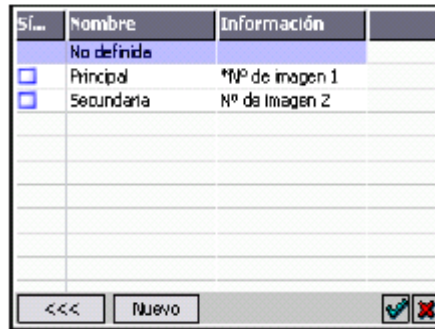 Sí... Nombre Información
No definida
Principal *Nº de imagen 1
Secundaria Nº de imagen 2
<<< Nuevo